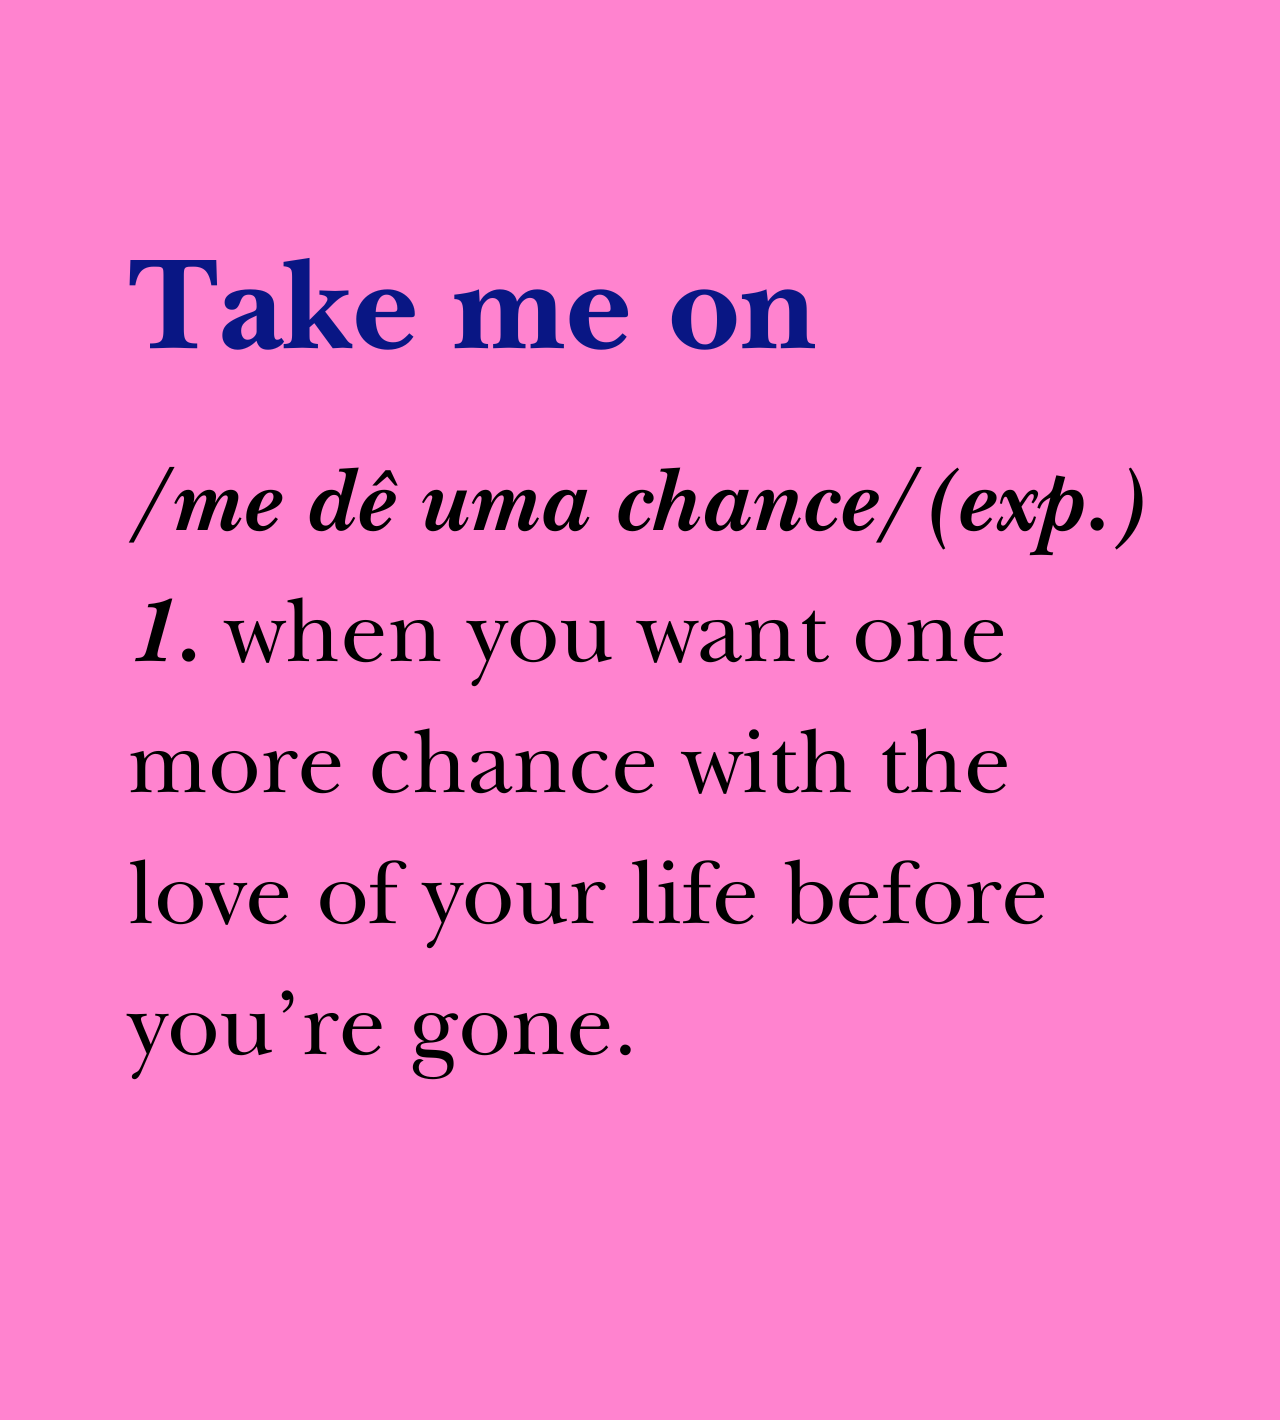 Take me on
/me dê uma chance/(exp.)
1. when you want one
more chance with the
love of your life before
you’re gone.